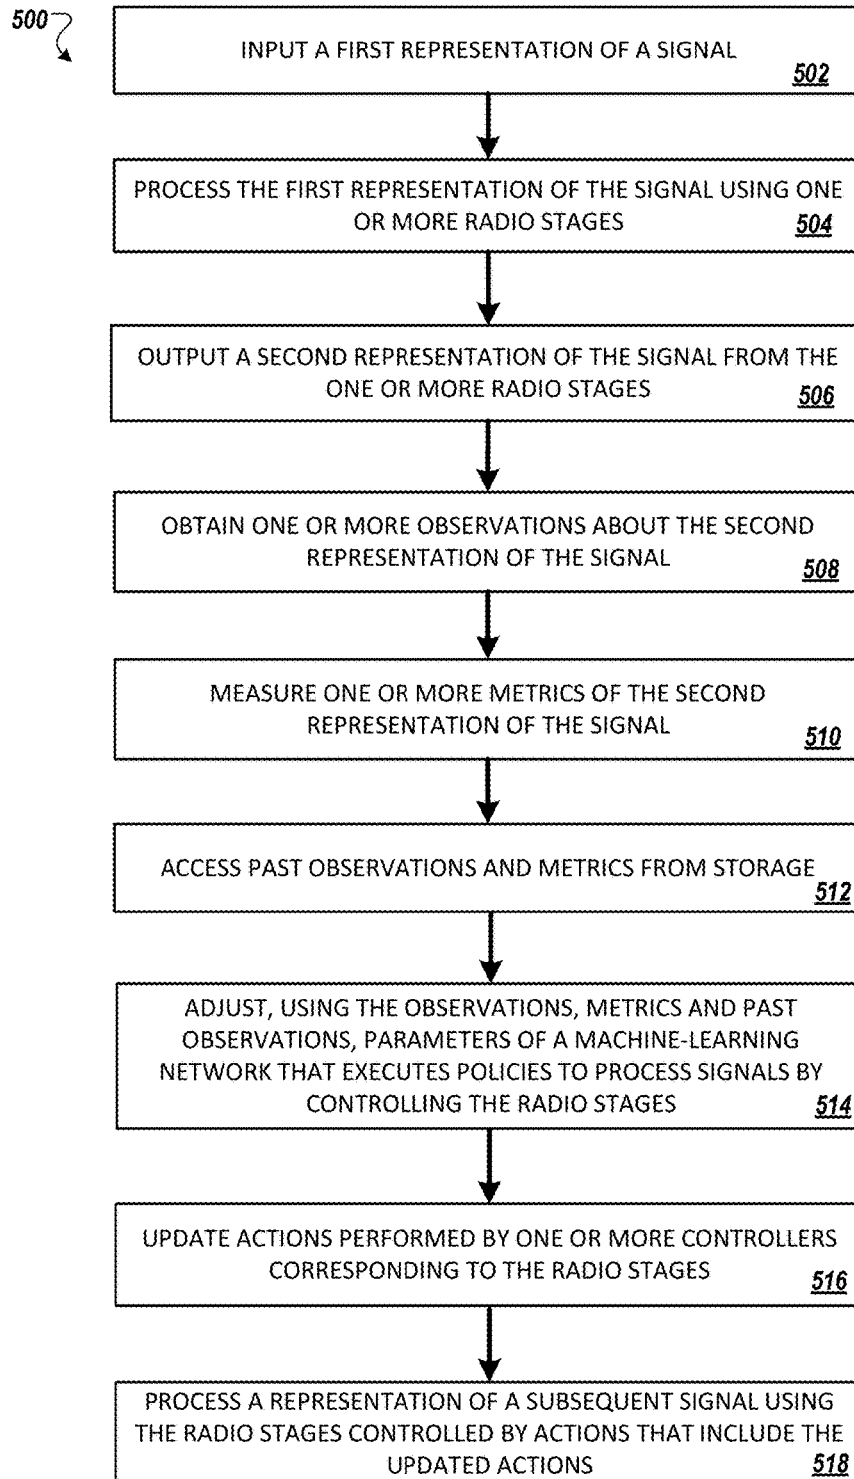 500
INPUT A FIRST REPRESENTATION OF A SIGNAL
502
PROCESS THE FIRST REPRESENTATION OF THE SIGNAL USING ONE
OR MORE RADIO STAGES
504
OUTPUT A SECOND REPRESENTATION OF THE SIGNAL FROM THE
ONE OR MORE RADIO STAGES
506
OBTAIN ONE OR MORE OBSERVATIONS ABOUT THE SECOND
REPRESENTATION OF THE SIGNAL
508
MEASURE ONE OR MORE METRICS OF THE SECOND
REPRESENTATION OF THE SIGNAL
510
ACCESS PAST OBSERVATIONS AND METRICS FROM STORAGE
512
ADJUST, USING THE OBSERVATIONS, METRICS AND PAST
OBSERVATIONS, PARAMETERS OF A MACHINE-LEARNING
NETWORK THAT EXECUTES POLICIES TO PROCESS SIGNALS BY
CONTROLLING THE RADIO STAGES
514
UPDATE ACTIONS PERFORMED BY ONE OR MORE CONTROLLERS
CORRESPONDING TO THE RADIO STAGES
516
PROCESS A REPRESENTATION OF A SUBSEQUENT SIGNAL USING
THE RADIO STAGES CONTROLLED BY ACTIONS THAT INCLUDE THE
UPDATED ACTIONS
518